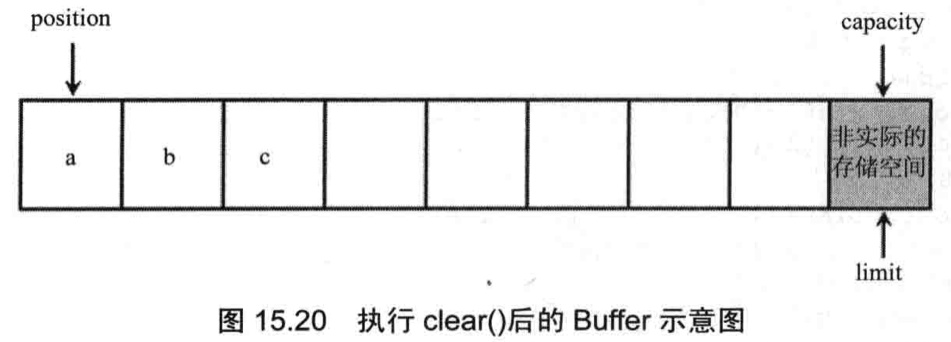 position
capacity
a b c 非实际的
存储空间
limit
图 15.20 执行 clear()后的 Buffer 示意图